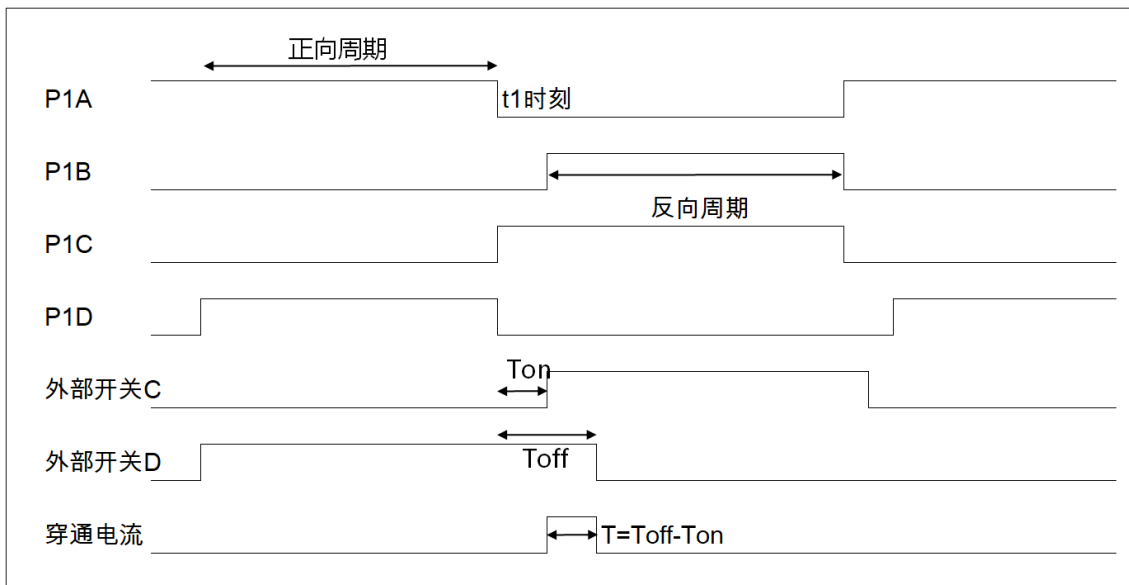 正向周期
P1A
t1时刻
P1B
反向周期
P1C
P1D
Ton
外部开关C
外部开关D
Toff
穿通电流
T=Toff-Ton